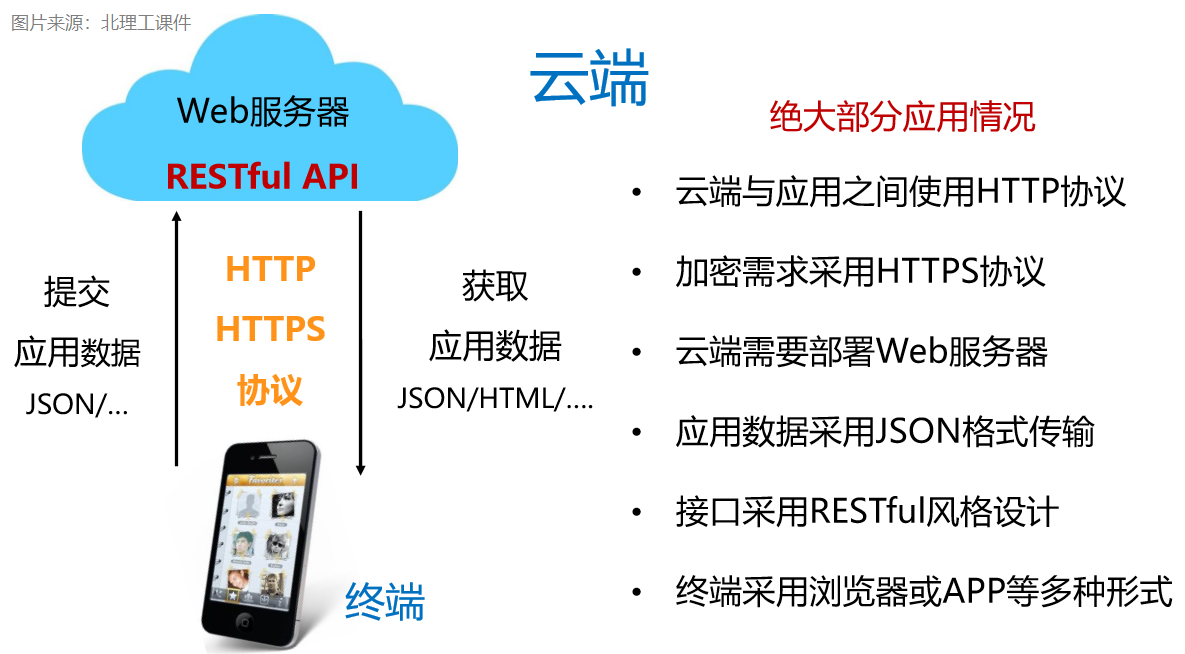 图片来源：北理工课件
云端
Web服务器
RESTful API
提交
应用数据
JSON/...
HTTP
HTTPS
协议
获取
应用数据
JSON/HTML/....
Favorites
终端
绝大部分应用情况
• 云端与应用之间使用HTTP协议
• 加密需求采用HTTPS协议
• 云端需要部署Web服务器
• 应用数据采用JSON格式传输
• 接口采用RESTful风格设计
• 终端采用浏览器或APP等多种形式